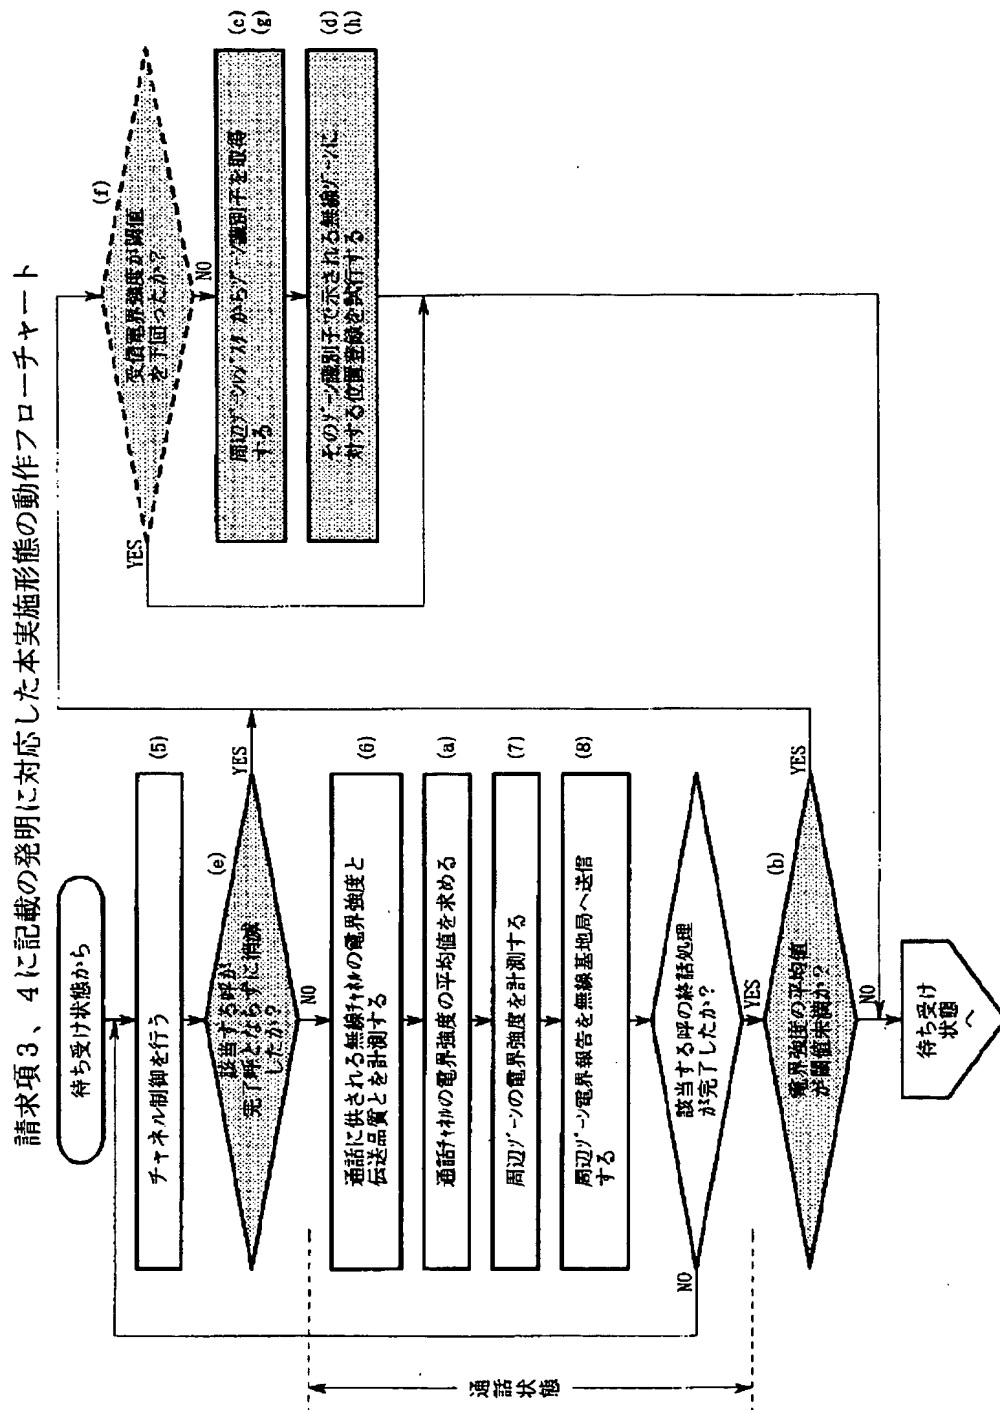 請求項3、4に記載の発明に対応した本実施形態の動作フローチャート
待ち受け状態から
チャネル制御を行う
(5)
該当する呼が
完了呼とならずに消滅
したか?
(e)
YES
NO
通話に供される無線チャネルの電界強度と
伝送品質とを計測する
(6)
通話チャネルの電界強度の平均値を求める
(a)
周辺ゾーンの電界強度を計測する
(7)
周辺ゾーン電界報告を無線基地局へ送信
する
(8)
該当する呼の終話処理
が完了したか?
NO
YES
電界強度の平均値
が閾値未満か?
(b)
YES
NO
待ち受け
状態
へ
通話
状態
受信電界強度が閾値
を下回ったか?
(f)
YES
NO
周辺ゾーンのリストからゾーン識別子を取得
する
(c)
(g)
そのゾーン識別子で示される無線ゾーンに
対する位置登録を試行する
(d)
(h)